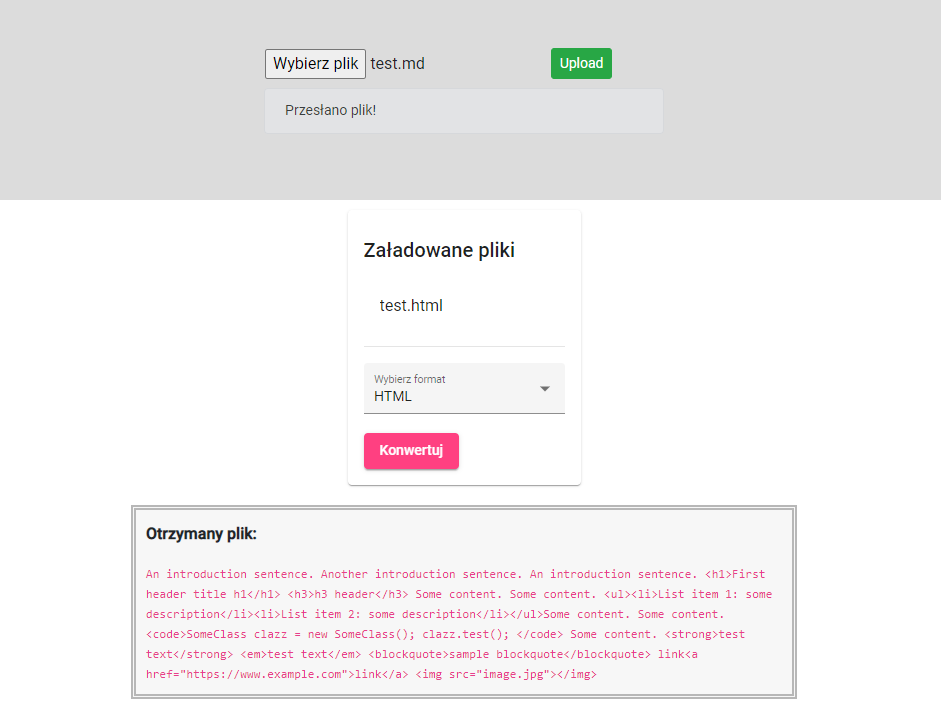 Wybierz plik test.md Upload
Przesłano plik!
Załadowane pliki
test.html
Wybierz format
HTML
Konwertuj
Otrzymany plik:
An introduction sentence. Another introduction sentence. An introduction sentence. <h1>First
header title h1</h1> <h3>h3 header</h3> Some content. Some content. <ul><li>List item 1: some
description</li><li>List item 2: some description</li></ul>Some content. Some content.
<code>SomeClass clazz = new SomeClass(); clazz.test(); </code> Some content. <strong>test
text</strong> <em>test text</em> <blockquote>sample blockquote</blockquote> link<a
href="https://www.example.com">link</a> <img src="image.jpg"></img>